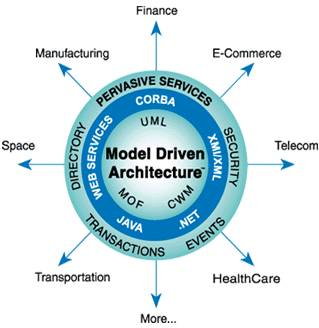 Finance
Manufacturing
E-Commerce
PERVASIVE SERVICES
CORBA
UML
Space
DIRECTORY
WEB SERVICES
Model Driven
Architecture™
XMI/XML
SECURITY
Telecom
MOF
CWM
JAVA
.NET
TRANSACTIONS
EVENTS
Transportation
HealthCare
More...